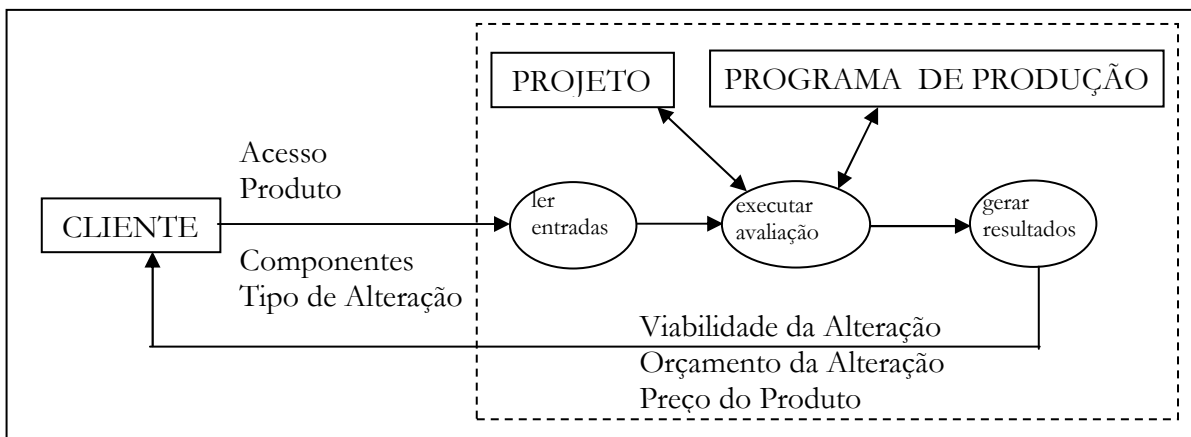 PROJETO
PROGRAMA DE PRODUÇÃO
Acesso
Produto
CLIENTE
Componentes
Tipo de Alteração
ler
entradas
executar
avaliação
gerar
resultados
Viabilidade da Alteração
Orçamento da Alteração
Preço do Produto